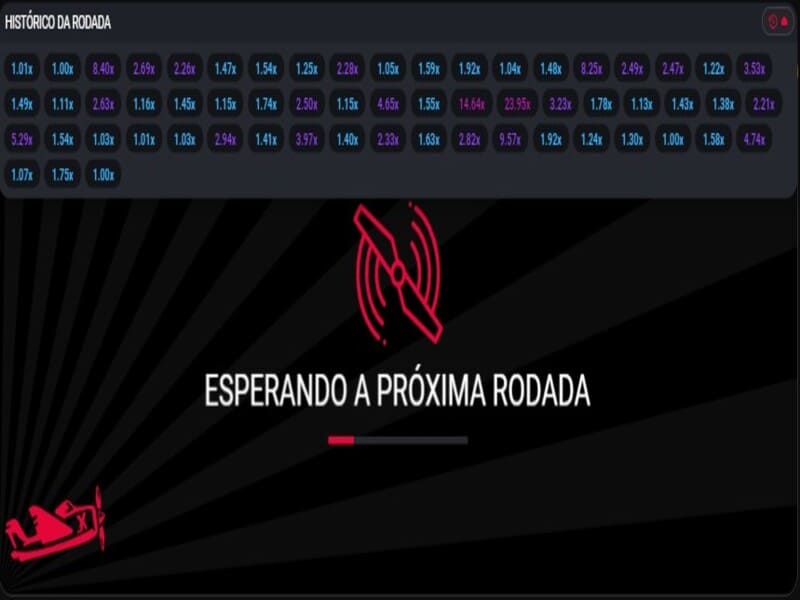 HISTÓRICO DA RODADA
1.01x 1.00x 8.40x 2.69x 2.26x 1.47x 1.54x 1.25x 2.28x 1.05x 1.59x 1.92x 1.04x 1.48x 8.25x 2.49x 2.47x 1.22x 3.53x
1.49x 1.11x 2.63x 1.16x 1.45x 1.15x 1.74x 2.50x 1.15x 4.65x 1.55x 14.64x 23.95x 3.23x 1.78x 1.13x 1.43x 1.38x 2.21x
5.29x 1.54x 1.03x 1.01x 1.03x 2.94x 1.41x 3.97x 1.40x 2.33x 1.63x 2.82x 9.57x 1.92x 1.24x 1.30x 1.00x 1.58x 4.74x
1.07x 1.75x 1.00x
ESPERANDO A PRÓXIMA RODADA
X